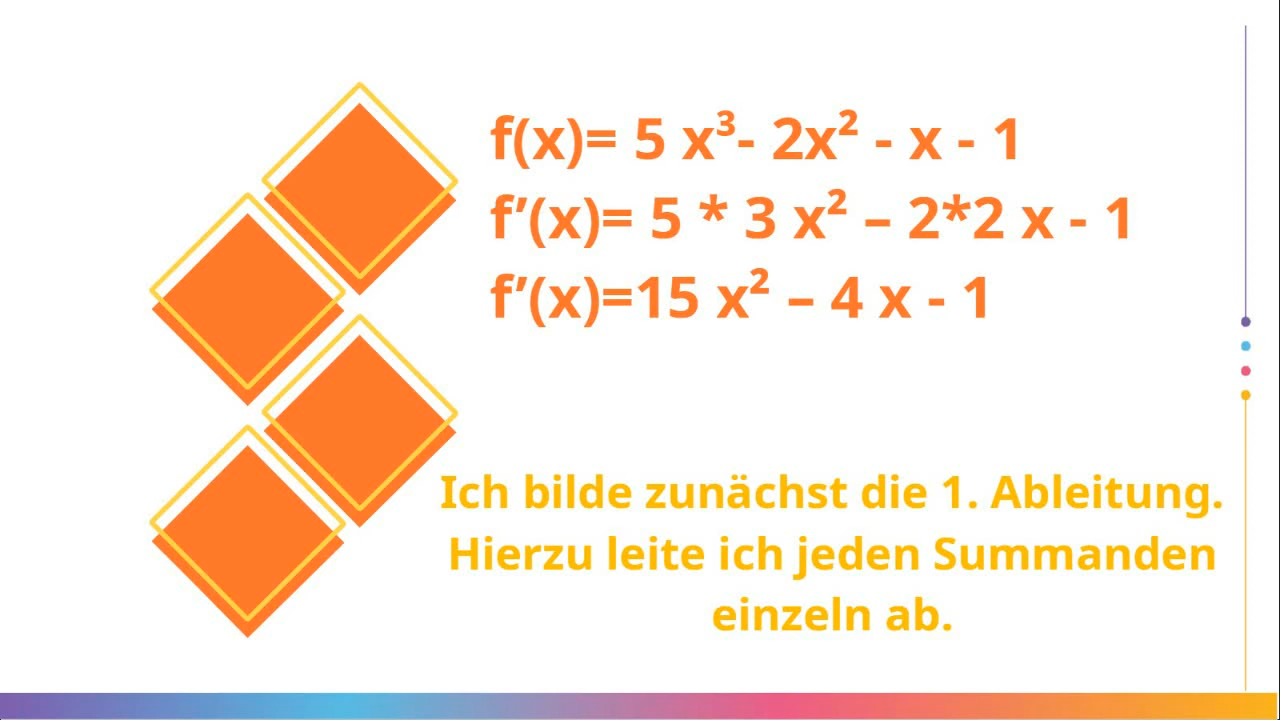 f(x)= 5 x³- 2x² - x - 1
f’(x)= 5 * 3 x² – 2*2 x - 1
f’(x)=15 x² – 4 x - 1
Ich bilde zunächst die 1. Ableitung.
Hierzu leite ich jeden Summanden
einzeln ab.